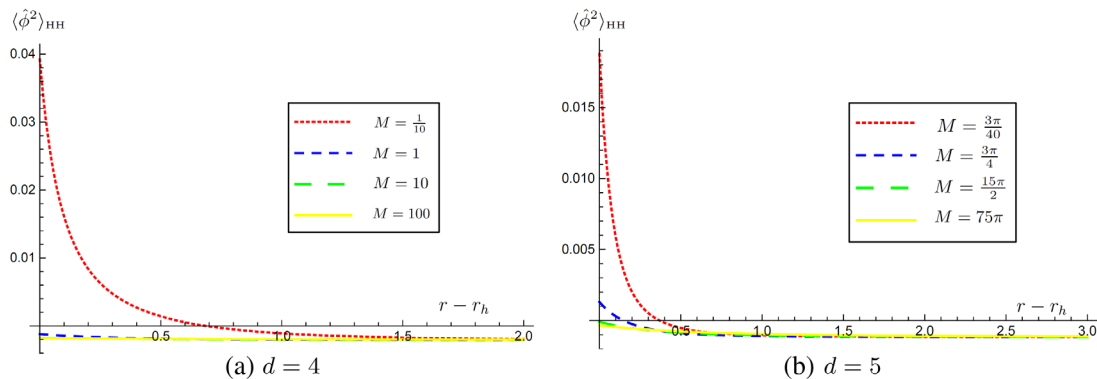 ⟨φ̂²⟩HH
0.04
0.03
0.02
0.01
0.5
1.0
1.5
2.0
r − r_h
M = 1/10
M = 1
M = 10
M = 100
(a) d = 4
⟨φ̂²⟩HH
0.015
0.010
0.005
0.5
1.0
1.5
2.0
2.5
3.0
r − r_h
M = 3π/40
M = 3π/4
M = 15π/2
M = 75π
(b) d = 5